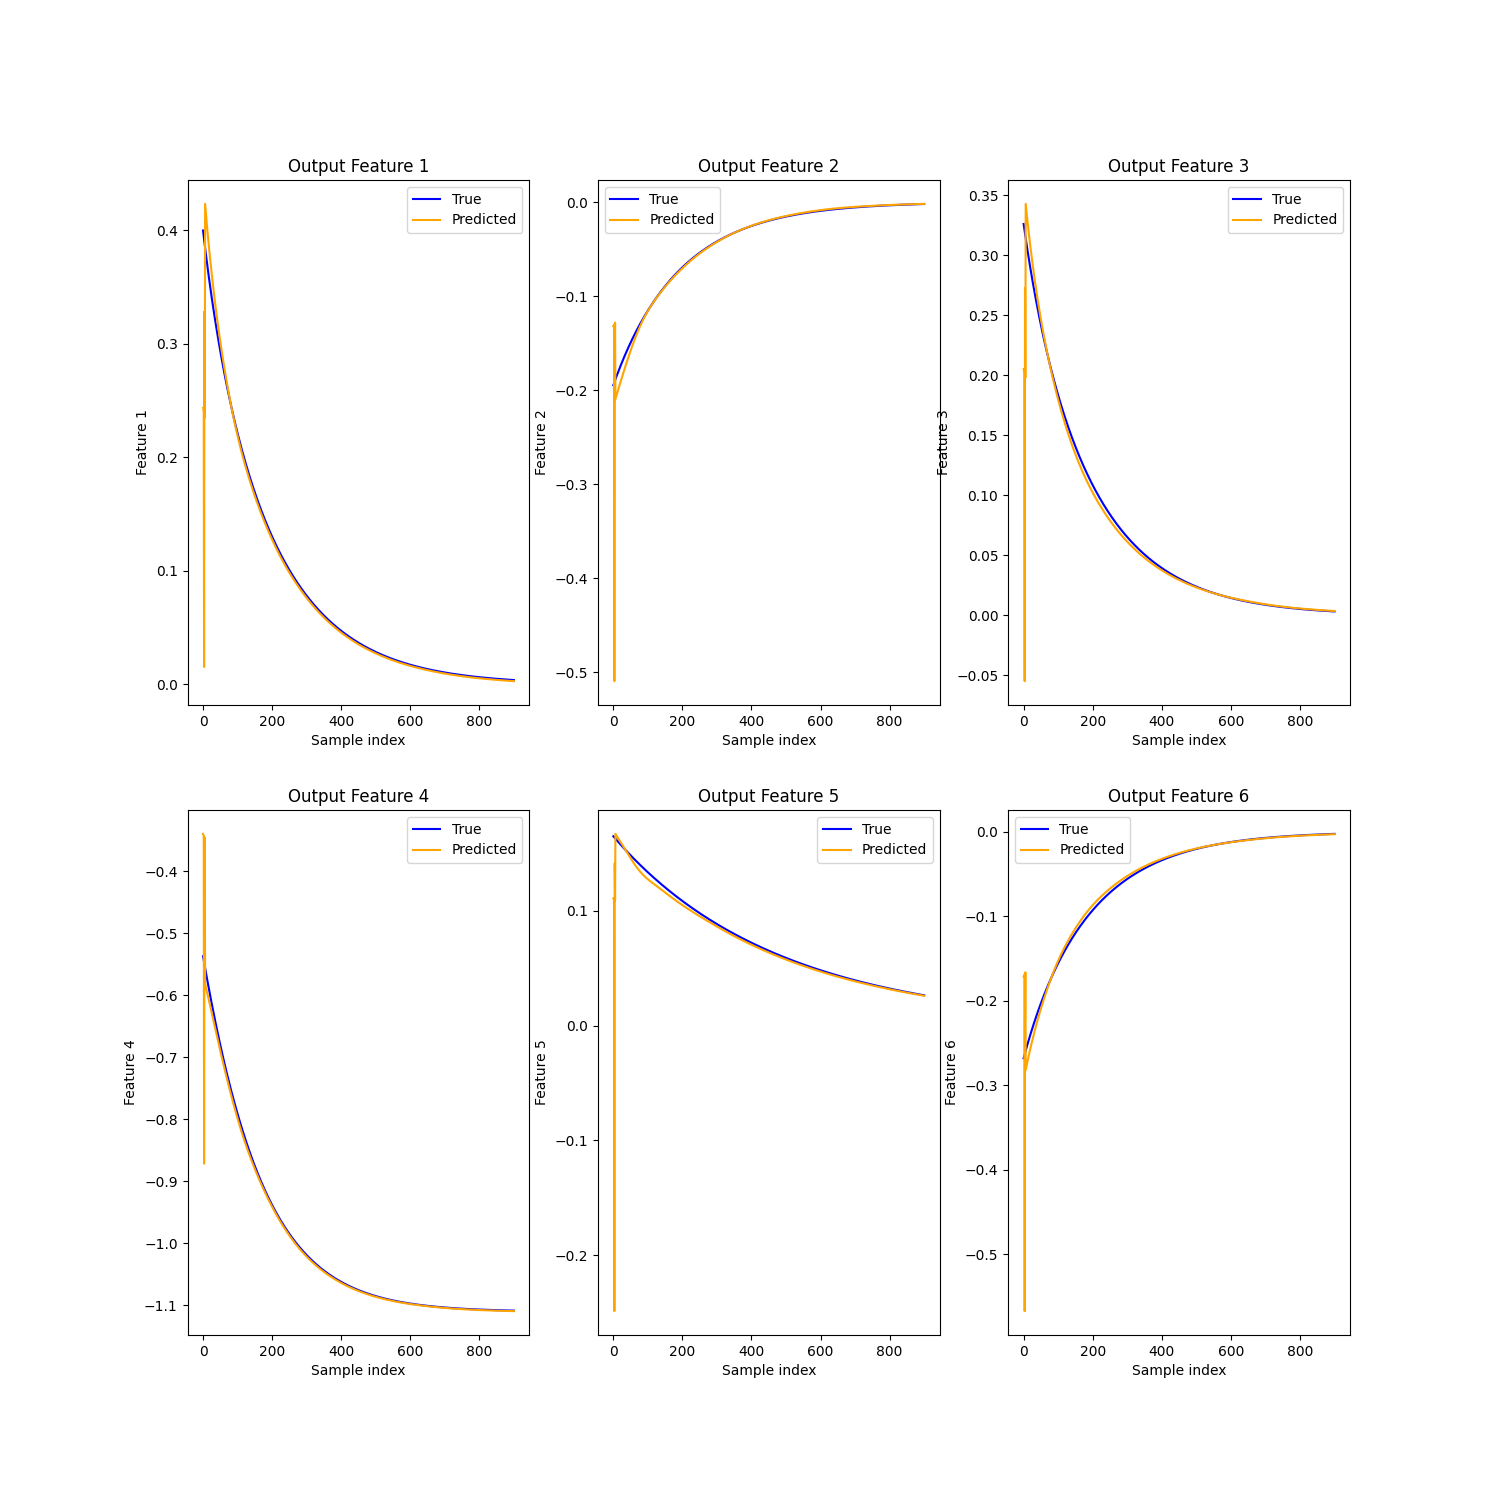 Output Feature 1
True
Predicted
0.4
0.3
0.2
0.1
0.0
Feature 1
0
200
400
600
800
Sample index
Output Feature 2
True
Predicted
0.0
−0.1
−0.2
−0.3
−0.4
−0.5
Feature 2
0
200
400
600
800
Sample index
Output Feature 3
True
Predicted
0.35
0.30
0.25
0.20
0.15
0.10
0.05
0.00
−0.05
Feature 3
0
200
400
600
800
Sample index
Output Feature 4
True
Predicted
−0.4
−0.5
−0.6
−0.7
−0.8
−0.9
−1.0
−1.1
Feature 4
0
200
400
600
800
Sample index
Output Feature 5
True
Predicted
0.1
0.0
−0.1
−0.2
Feature 5
0
200
400
600
800
Sample index
Output Feature 6
True
Predicted
0.0
−0.1
−0.2
−0.3
−0.4
−0.5
Feature 6
0
200
400
600
800
Sample index